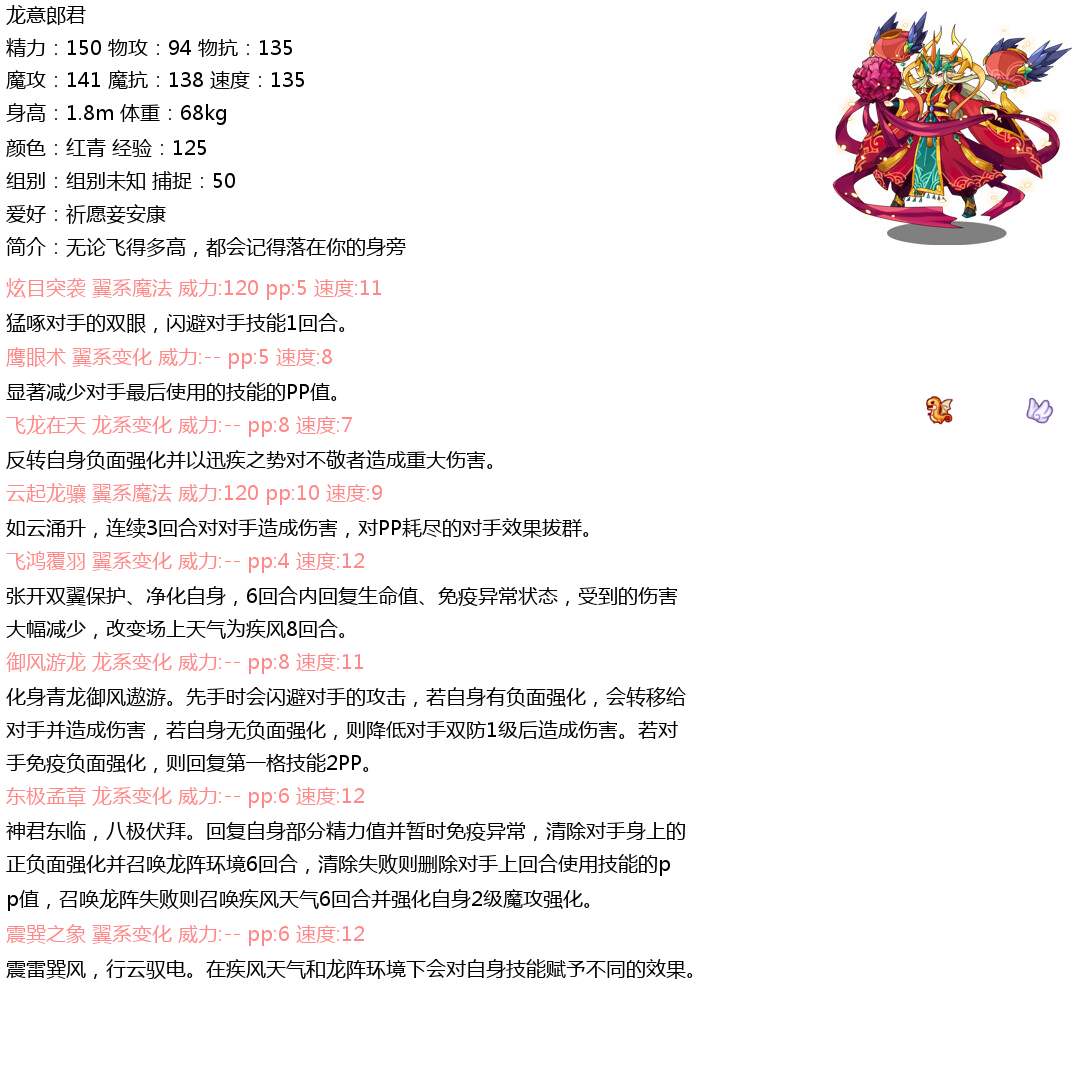 龙意郎君
精力：150 物攻：94 物抗：135
魔攻：141 魔抗：138 速度：135
身高：1.8m 体重：68kg
颜色：红青 经验：125
组别：组别未知 捕捉：50
爱好：祈愿妾安康
简介：无论飞得多高，都会记得落在你的身旁
炫目突袭 翼系魔法 威力:120 pp:5 速度:11
猛啄对手的双眼，闪避对手技能1回合。
鹰眼术 翼系变化 威力:-- pp:5 速度:8
显著减少对手最后使用的技能的PP值。
飞龙在天 龙系变化 威力:-- pp:8 速度:7
反转自身负面强化并以迅疾之势对不敬者造成重大伤害。
云起龙骧 翼系魔法 威力:120 pp:10 速度:9
如云涌升，连续3回合对对手造成伤害，对PP耗尽的对手效果拔群。
飞鸿覆羽 翼系变化 威力:-- pp:4 速度:12
张开双翼保护、净化自身，6回合内回复生命值、免疫异常状态，受到的伤害
大幅减少，改变场上天气为疾风8回合。
御风游龙 龙系变化 威力:-- pp:8 速度:11
化身青龙御风遨游。先手时会闪避对手的攻击，若自身有负面强化，会转移给
对手并造成伤害，若自身无负面强化，则降低对手双防1级后造成伤害。若对
手免疫负面强化，则回复第一格技能2PP。
东极孟章 龙系变化 威力:-- pp:6 速度:12
神君东临，八极伏拜。回复自身部分精力值并暂时免疫异常，清除对手身上的
正负面强化并召唤龙阵环境6回合，清除失败则删除对手上回合使用技能的p
p值，召唤龙阵失败则召唤疾风天气6回合并强化自身2级魔攻强化。
震巽之象 翼系变化 威力:-- pp:6 速度:12
震雷巽风，行云驭电。在疾风天气和龙阵环境下会对自身技能赋予不同的效果。